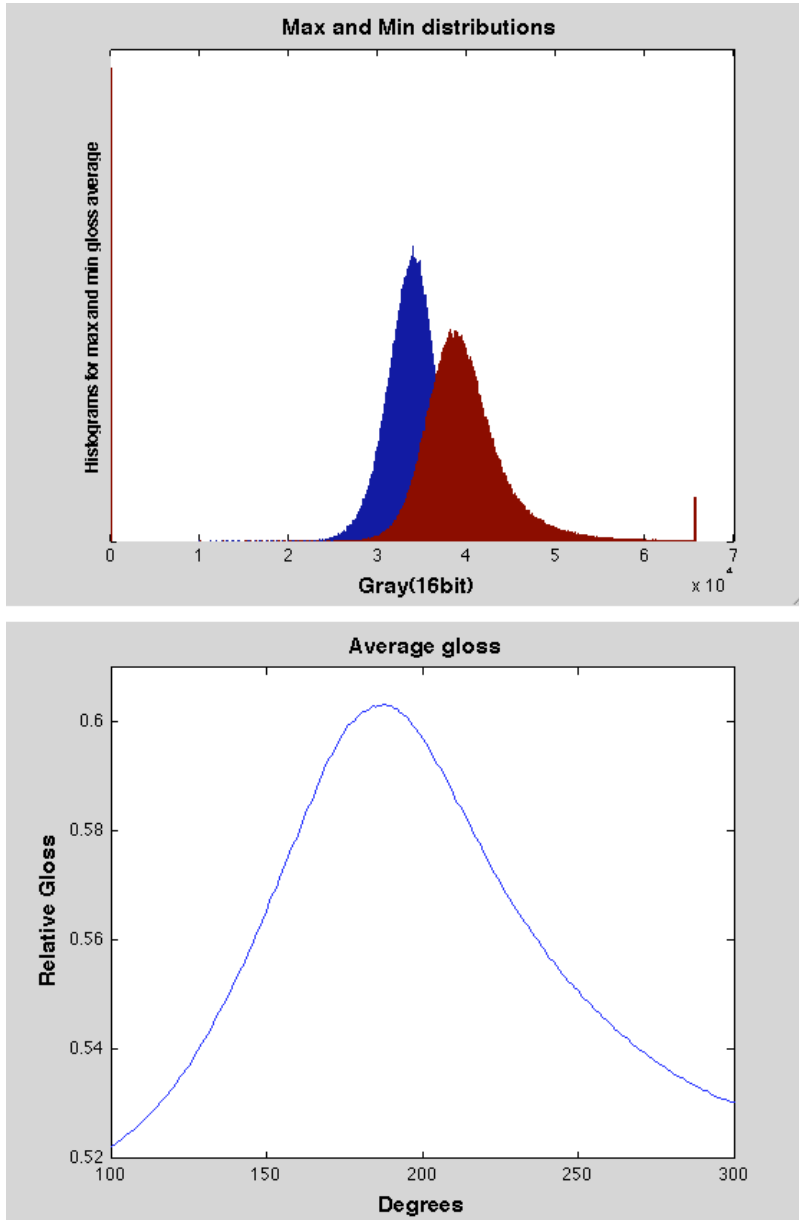 Max and Min distributions
Histograms for max and min gloss average
0 1 2 3 4 5 6 7
x 10
4
Gray(16bit)
Average gloss
Relative Gloss
0.6
0.58
0.56
0.54
0.52
100 150 200 250 300
Degrees